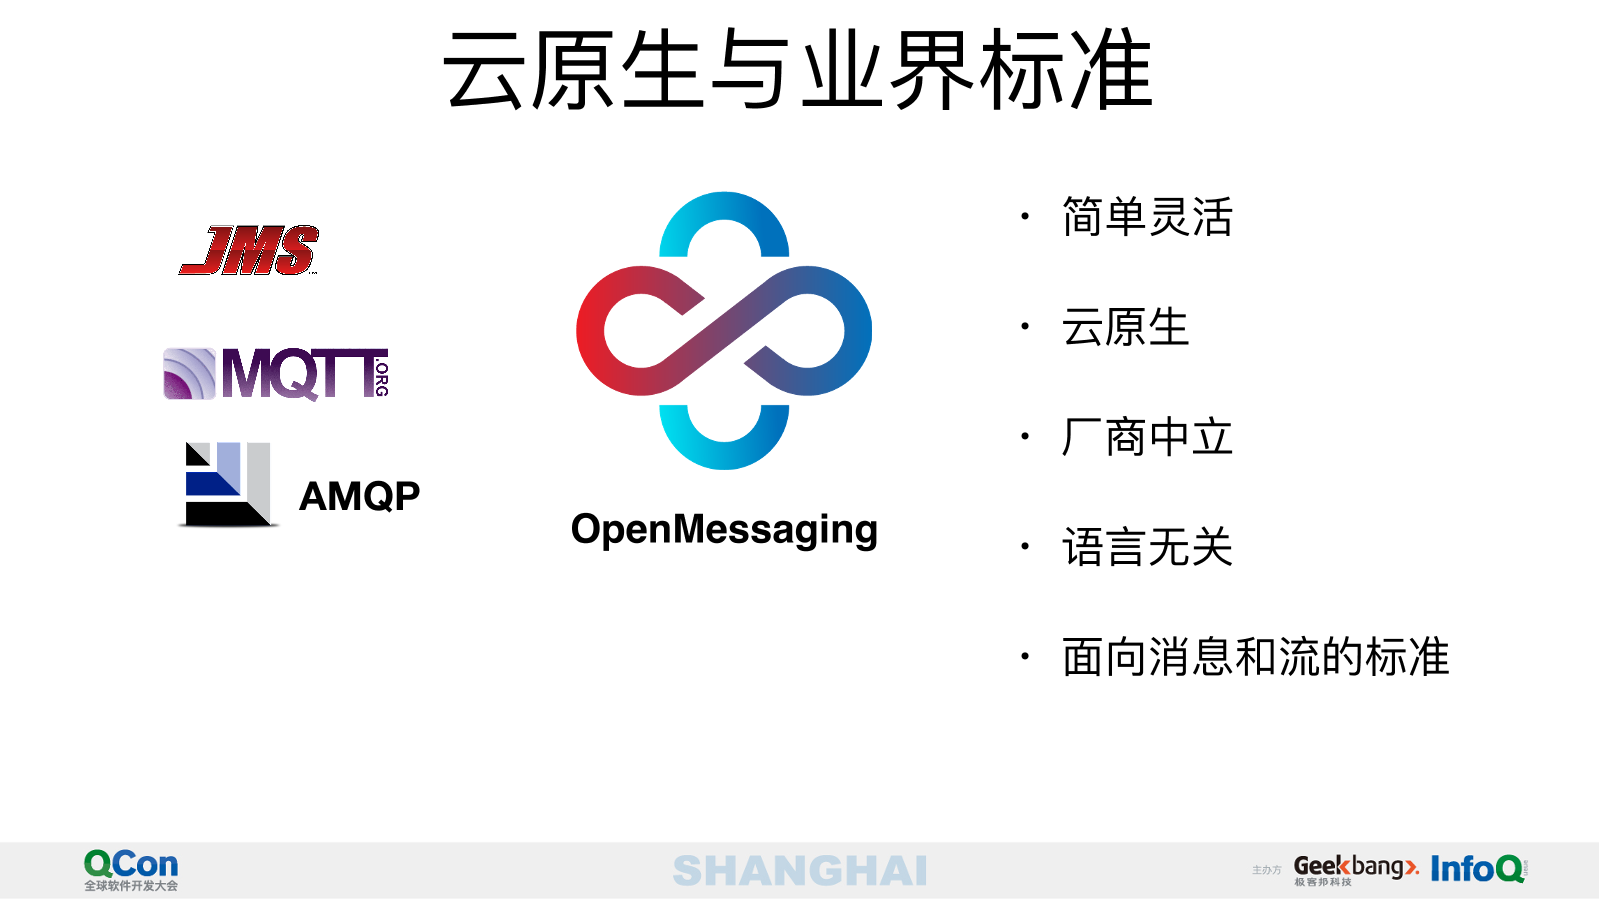 云原生与业界标准
JMS
MQTT
.ORG
AMQP
OpenMessaging
• 简单灵活
• 云原生
• 厂商中立
• 语言无关
• 面向消息和流的标准
QCon
全球软件开发大会
SHANGHAI
主办方
Geekbang>.
极客邦科技
InfoQ